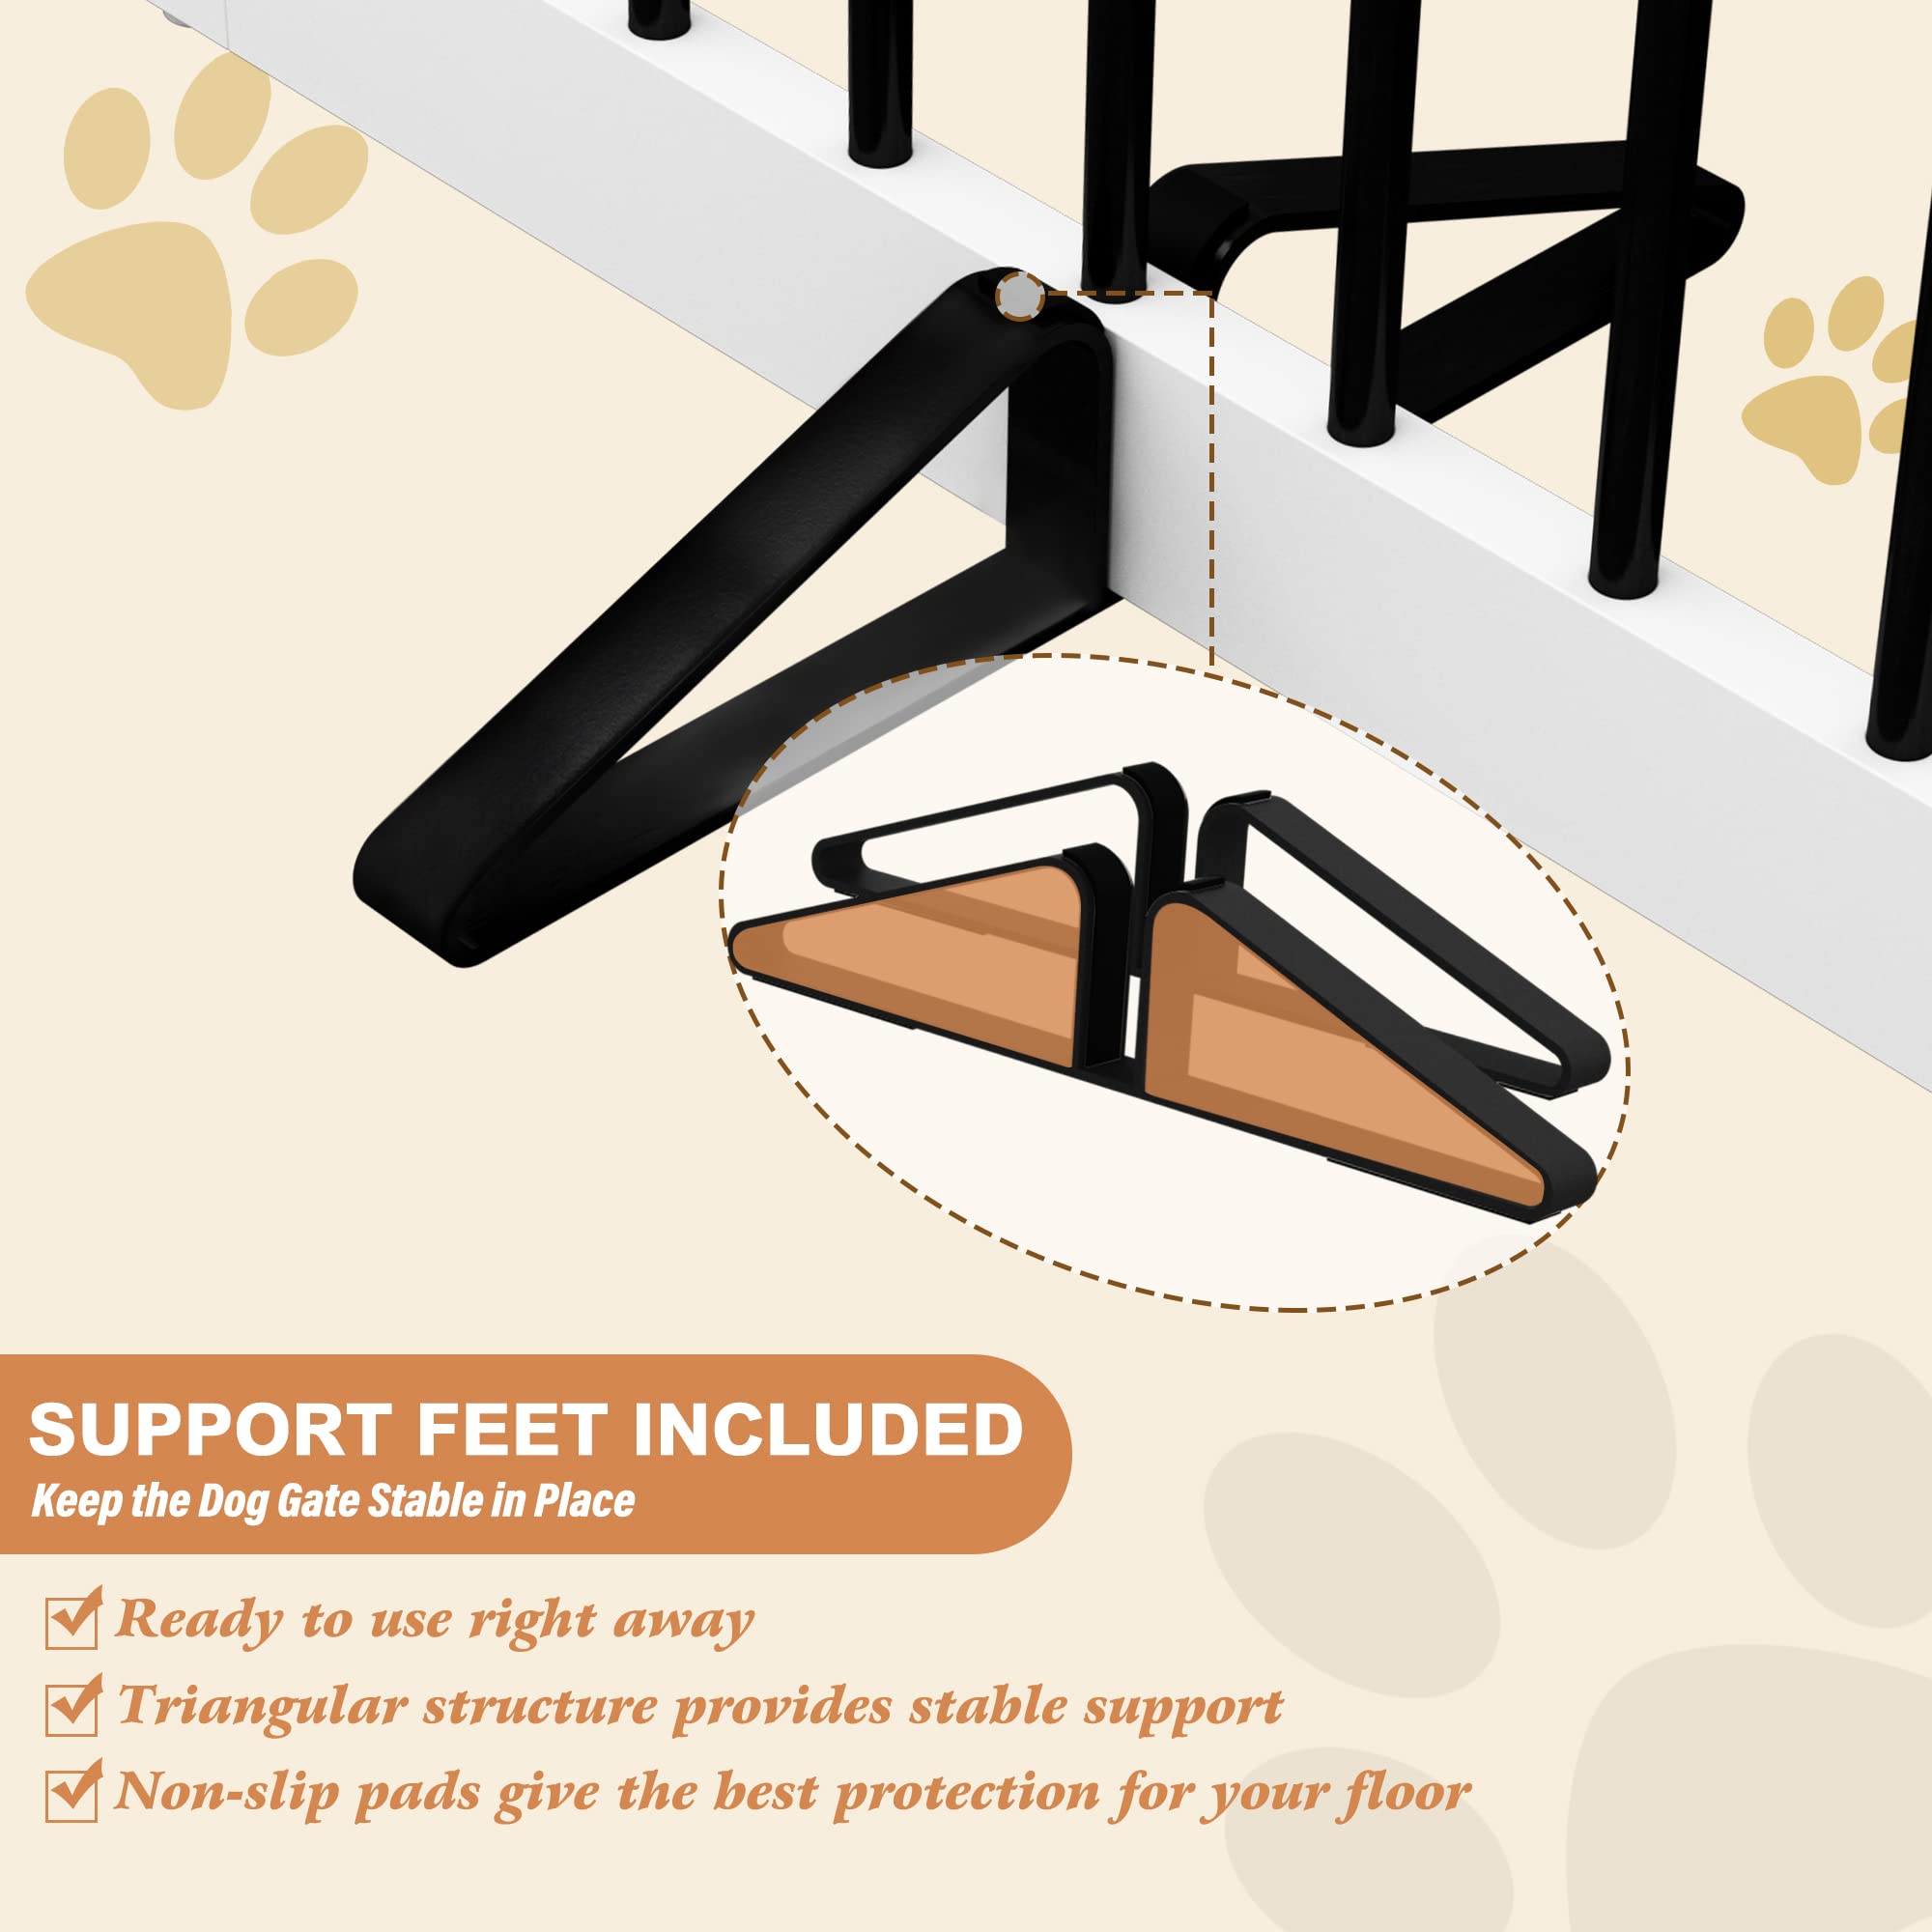 SUPPORT FEET INCLUDED
Keep the Dog Gate Stable in Place
Ready to use right away
Triangular structure provides stable support
Non-slip pads give the best protection for your floor